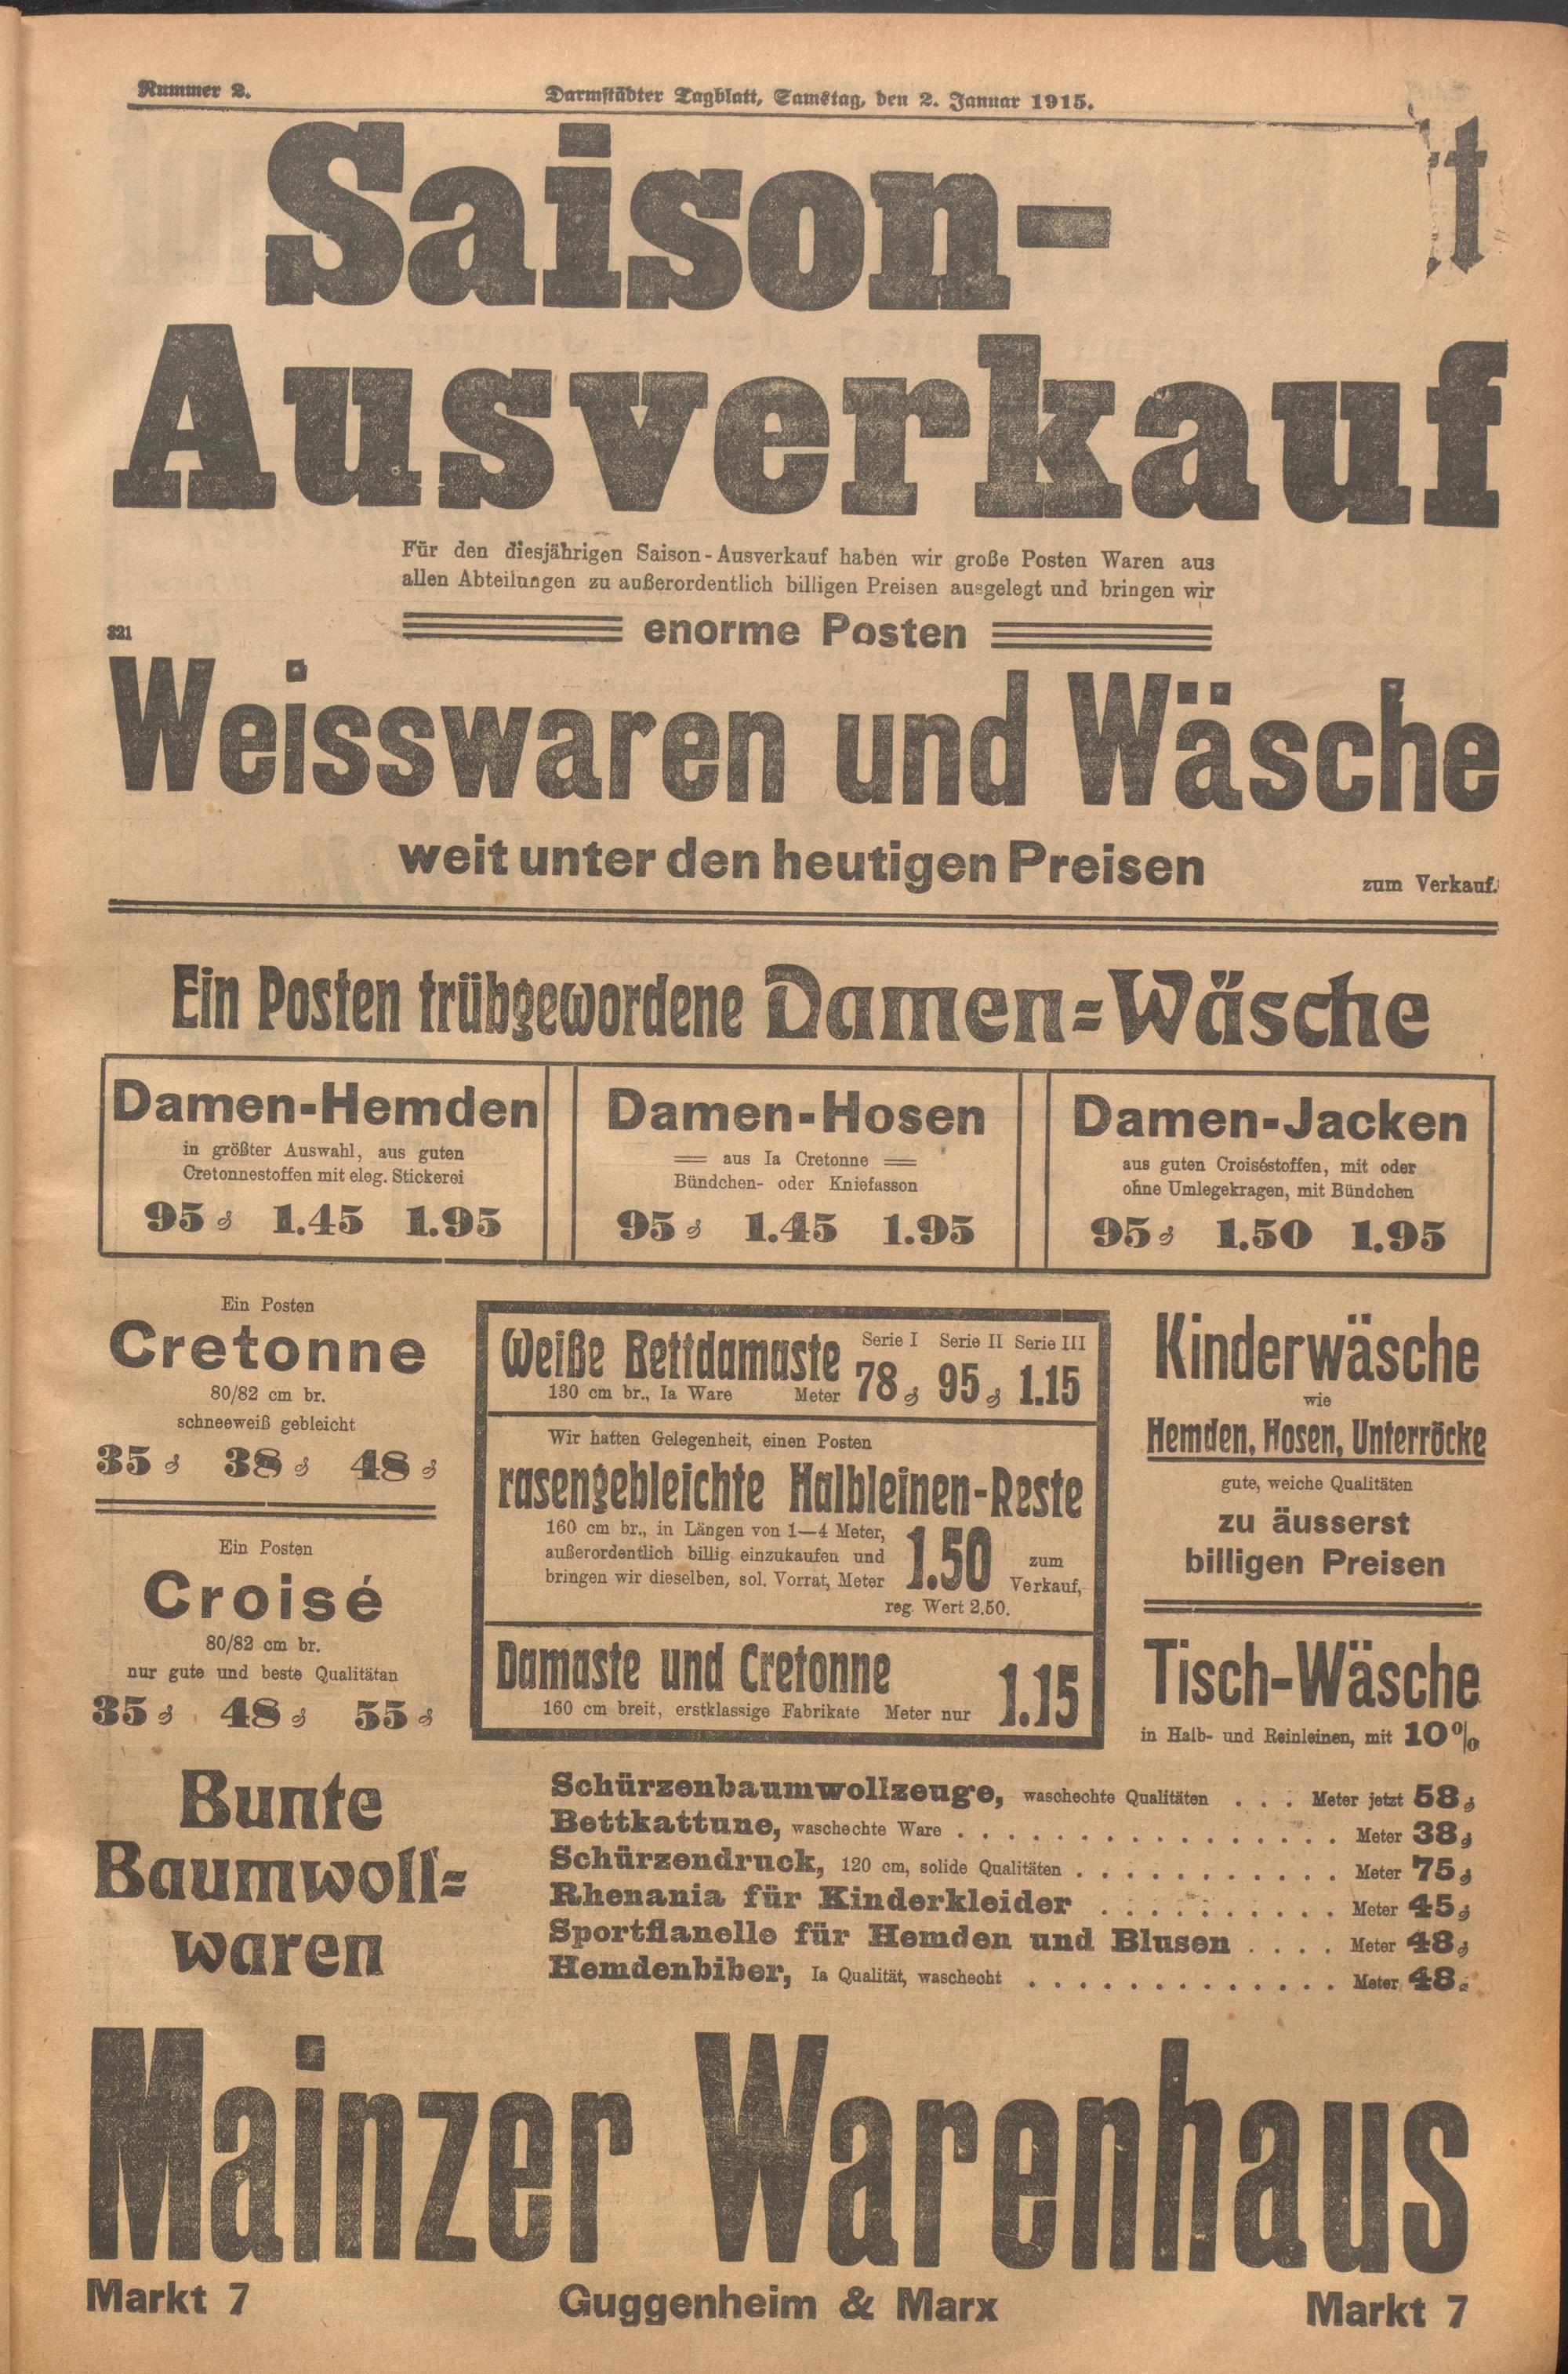 Nummer 2.
Darmstädter Tagblatt, Samstag, den 2. Januar 1915.
Saison-
Ausverkauf
Für den diesjährigen Saison-Ausverkauf haben wir große Posten Waren aus
allen Abteilungen zu außerordentlich billigen Preisen ausgelegt und bringen wir
321
enorme Posten
Weisswaren und Wäsche
weit unter den heutigen Preisen
zum Verkauf.
Ein Posten trübgewordene Damen=Wäsche
Damen-Hemden
in größter Auswahl, aus guten
Cretonnestoffen mit eleg. Stickerei
95 ₰ 1.45 1.95
Damen-Hosen
aus Ia Cretonne
Bündchen- oder Kniefasson
95 ₰ 1.45 1.95
Damen-Jacken
aus guten Croiséstoffen, mit oder
ohne Umlegekragen, mit Bündchen
95 ₰ 1.50 1.95
Ein Posten
Cretonne
80/82 cm br.
schneeweiß gebleicht
35 ₰ 38 ₰ 48 ₰
Ein Posten
Croisé
80/82 cm br.
nur gute und beste Qualitätan
35 ₰ 48 ₰ 55 ₰
Weiße Bettdamaste
130 cm br., Ia Ware Meter
Serie I Serie II Serie III
78 ₰ 95 ₰ 1.15
Wir hatten Gelegenheit, einen Posten
rasengebleichte Halbleinen-Reste
160 cm br., in Längen von 1—4 Meter,
außerordentlich billig einzukaufen und
bringen wir dieselben, sol. Vorrat, Meter
1.50
zum
Verkauf,
reg. Wert 2.50.
Damaste und Cretonne
160 cm breit, erstklassige Fabrikate Meter nur
1.15
Kinderwäsche
wie
Hemden, Hosen, Unterröcke
gute, weiche Qualitäten
zu äusserst
billigen Preisen
Tisch-Wäsche
in Halb- und Reinleinen, mit 10%
Bunte
Baumwoll=
waren
Schürzenbaumwollzeuge, waschechte Qualitäten . . . Meter jetzt 58 ₰
Bettkattune, waschechte Ware . . . . . . . . . . . . . . . . Meter 38 ₰
Schürzendruck, 120 cm, solide Qualitäten . . . . . . . . . . . Meter 75 ₰
Rhenania für Kinderkleider . . . . . . . . . . Meter 45 ₰
Sportflanelle für Hemden und Blusen . . . . Meter 48 ₰
Hemdenbiber, Ia Qualität, waschecht . . . . . . . . . . . . . Meter 48 ₰
Mainzer Warenhaus
Markt 7
Guggenheim & Marx
Markt 7